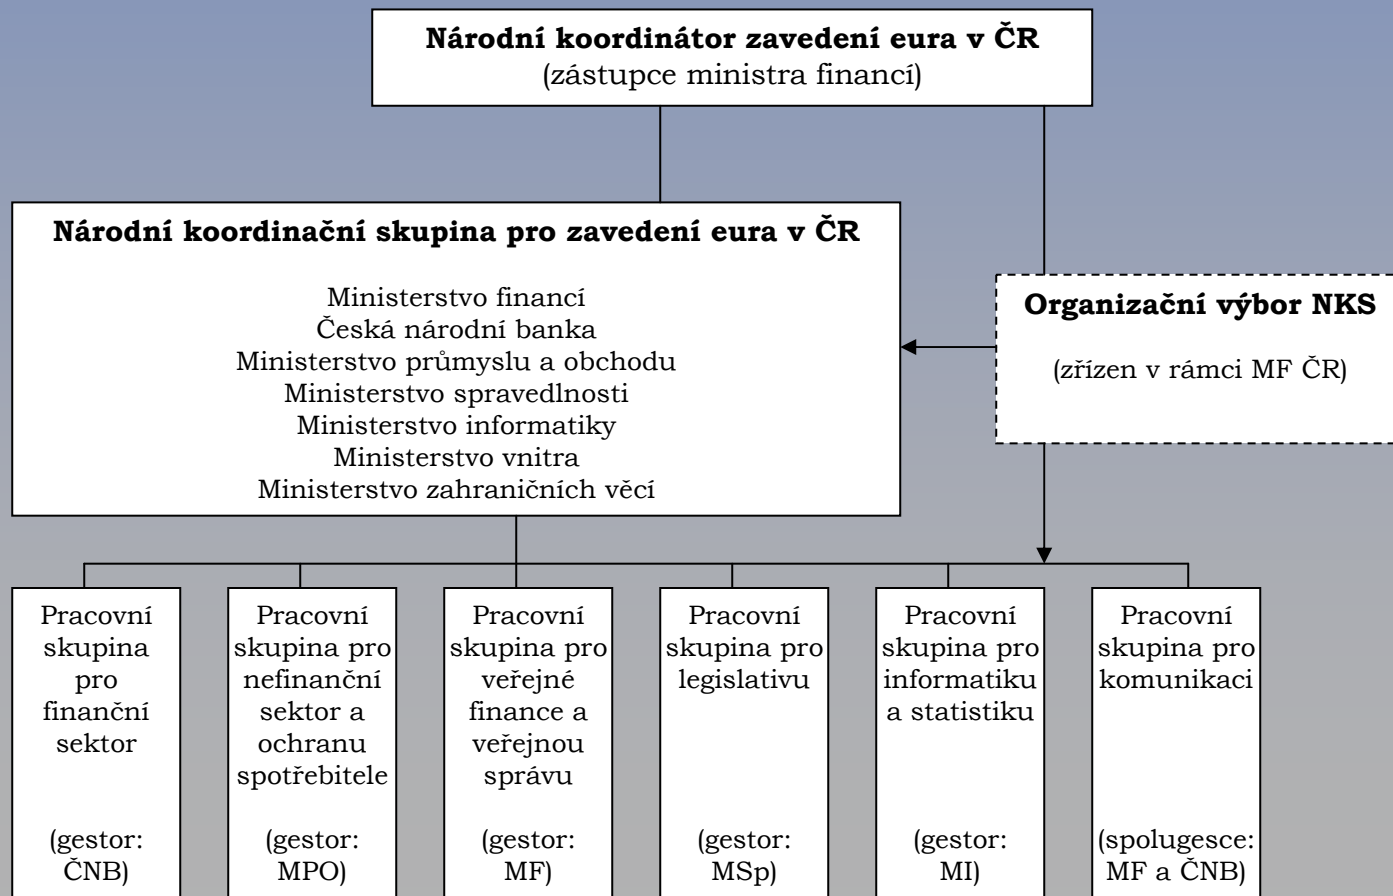 Národní koordinátor zavedení eura v ČR
(zástupce ministra financí)
Národní koordinační skupina pro zavedení eura v ČR
Ministerstvo financí
Česká národní banka
Ministerstvo průmyslu a obchodu
Ministerstvo spravedlnosti
Ministerstvo informatiky
Ministerstvo vnitra
Ministerstvo zahraničních věcí
Organizační výbor NKS
(zřízen v rámci MF ČR)
Pracovní
skupina
pro
finanční
sektor
(gestor:
ČNB)
Pracovní
skupina pro
nefinanční
sektor a
ochranu
spotřebitele
(gestor:
MPO)
Pracovní
skupina pro
veřejné
finance a
veřejnou
správu
(gestor:
MF)
Pracovní
skupina pro
legislativu
(gestor:
MSp)
Pracovní
skupina pro
informatiku
a statistiku
(gestor:
MI)
Pracovní
skupina pro
komunikaci
(spolugesce:
MF a ČNB)